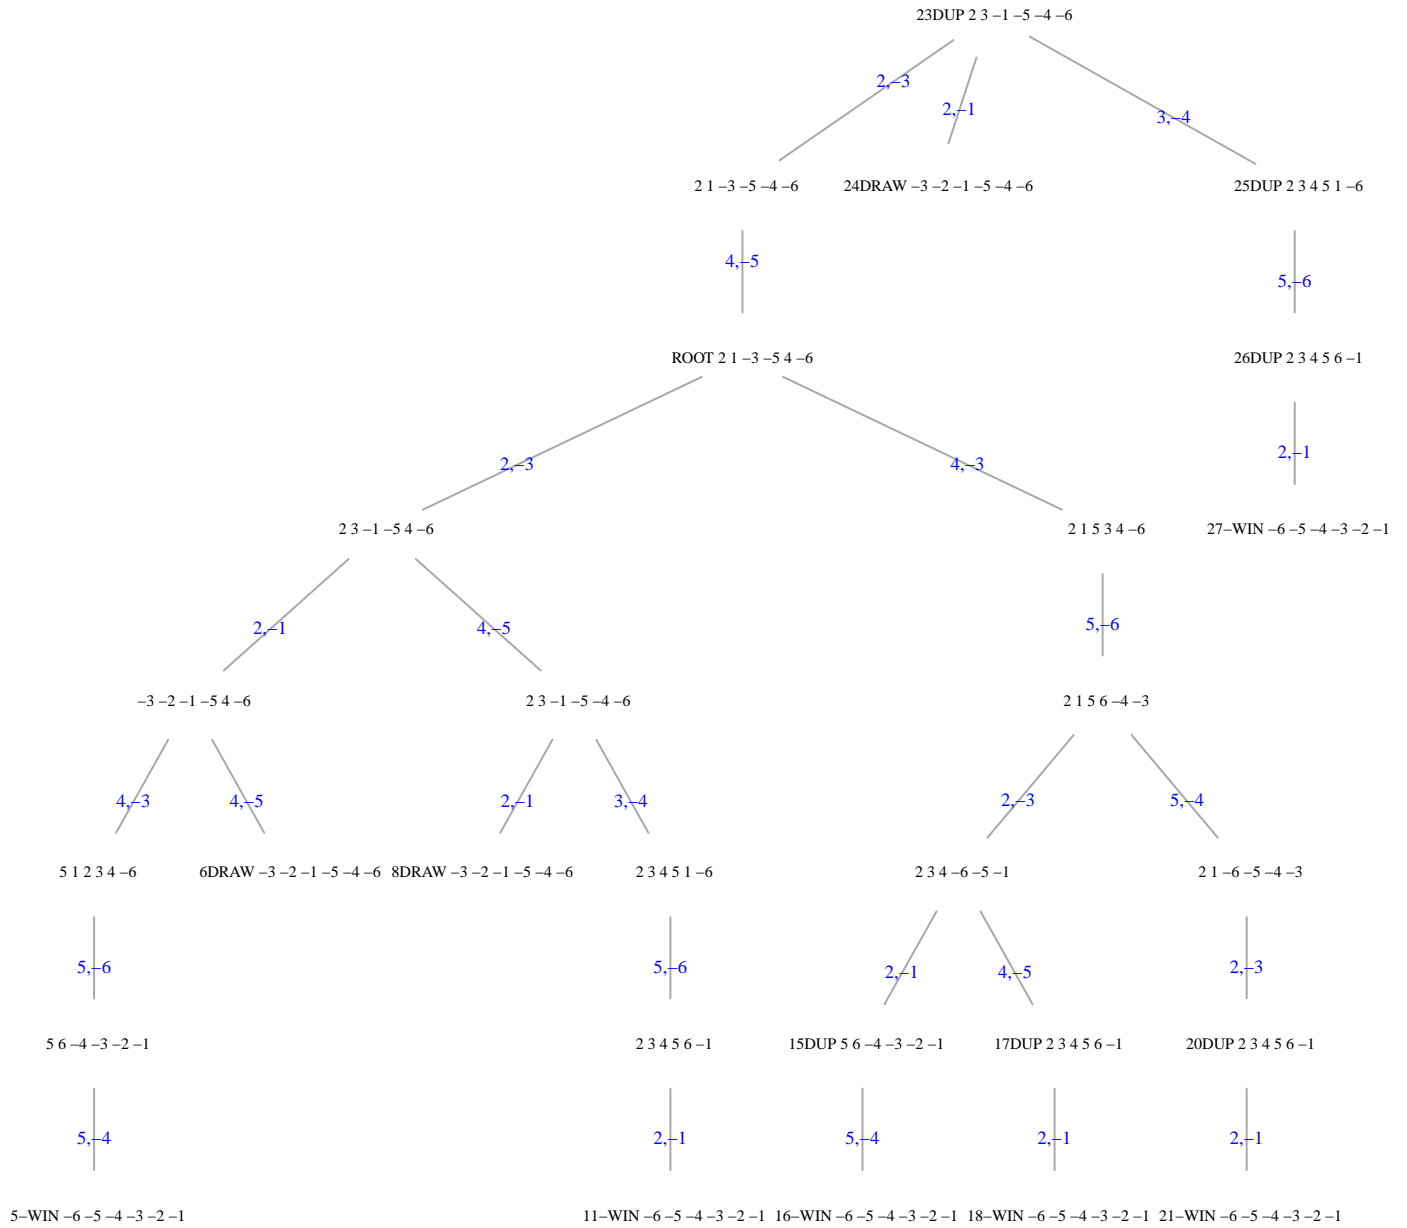 23DUP 2 3 –1 –5 –4 –6
2,–3
2,–1
3,–4
2 1 –3 –5 –4 –6
24DRAW –3 –2 –1 –5 –4 –6
25DUP 2 3 4 5 1 –6
4,–5
5,–6
ROOT 2 1 –3 –5 4 –6
26DUP 2 3 4 5 6 –1
2,–3
4,–3
2,–1
2 3 –1 –5 4 –6
2 1 5 3 4 –6
27–WIN –6 –5 –4 –3 –2 –1
2,–1
4,–5
5,–6
–3 –2 –1 –5 4 –6
2 3 –1 –5 –4 –6
2 1 5 6 –4 –3
4,–3
4,–5
2,–1
3,–4
2,–3
5,–4
5 1 2 3 4 –6
6DRAW –3 –2 –1 –5 –4 –6
8DRAW –3 –2 –1 –5 –4 –6
2 3 4 5 1 –6
2 3 4 –6 –5 –1
2 1 –6 –5 –4 –3
5,–6
5,–6
2,–1
4,–5
2,–3
5 6 –4 –3 –2 –1
2 3 4 5 6 –1
15DUP 5 6 –4 –3 –2 –1
17DUP 2 3 4 5 6 –1
20DUP 2 3 4 5 6 –1
5,–4
2,–1
5,–4
2,–1
2,–1
5–WIN –6 –5 –4 –3 –2 –1
11–WIN –6 –5 –4 –3 –2 –1
16–WIN –6 –5 –4 –3 –2 –1
18–WIN –6 –5 –4 –3 –2 –1
21–WIN –6 –5 –4 –3 –2 –1